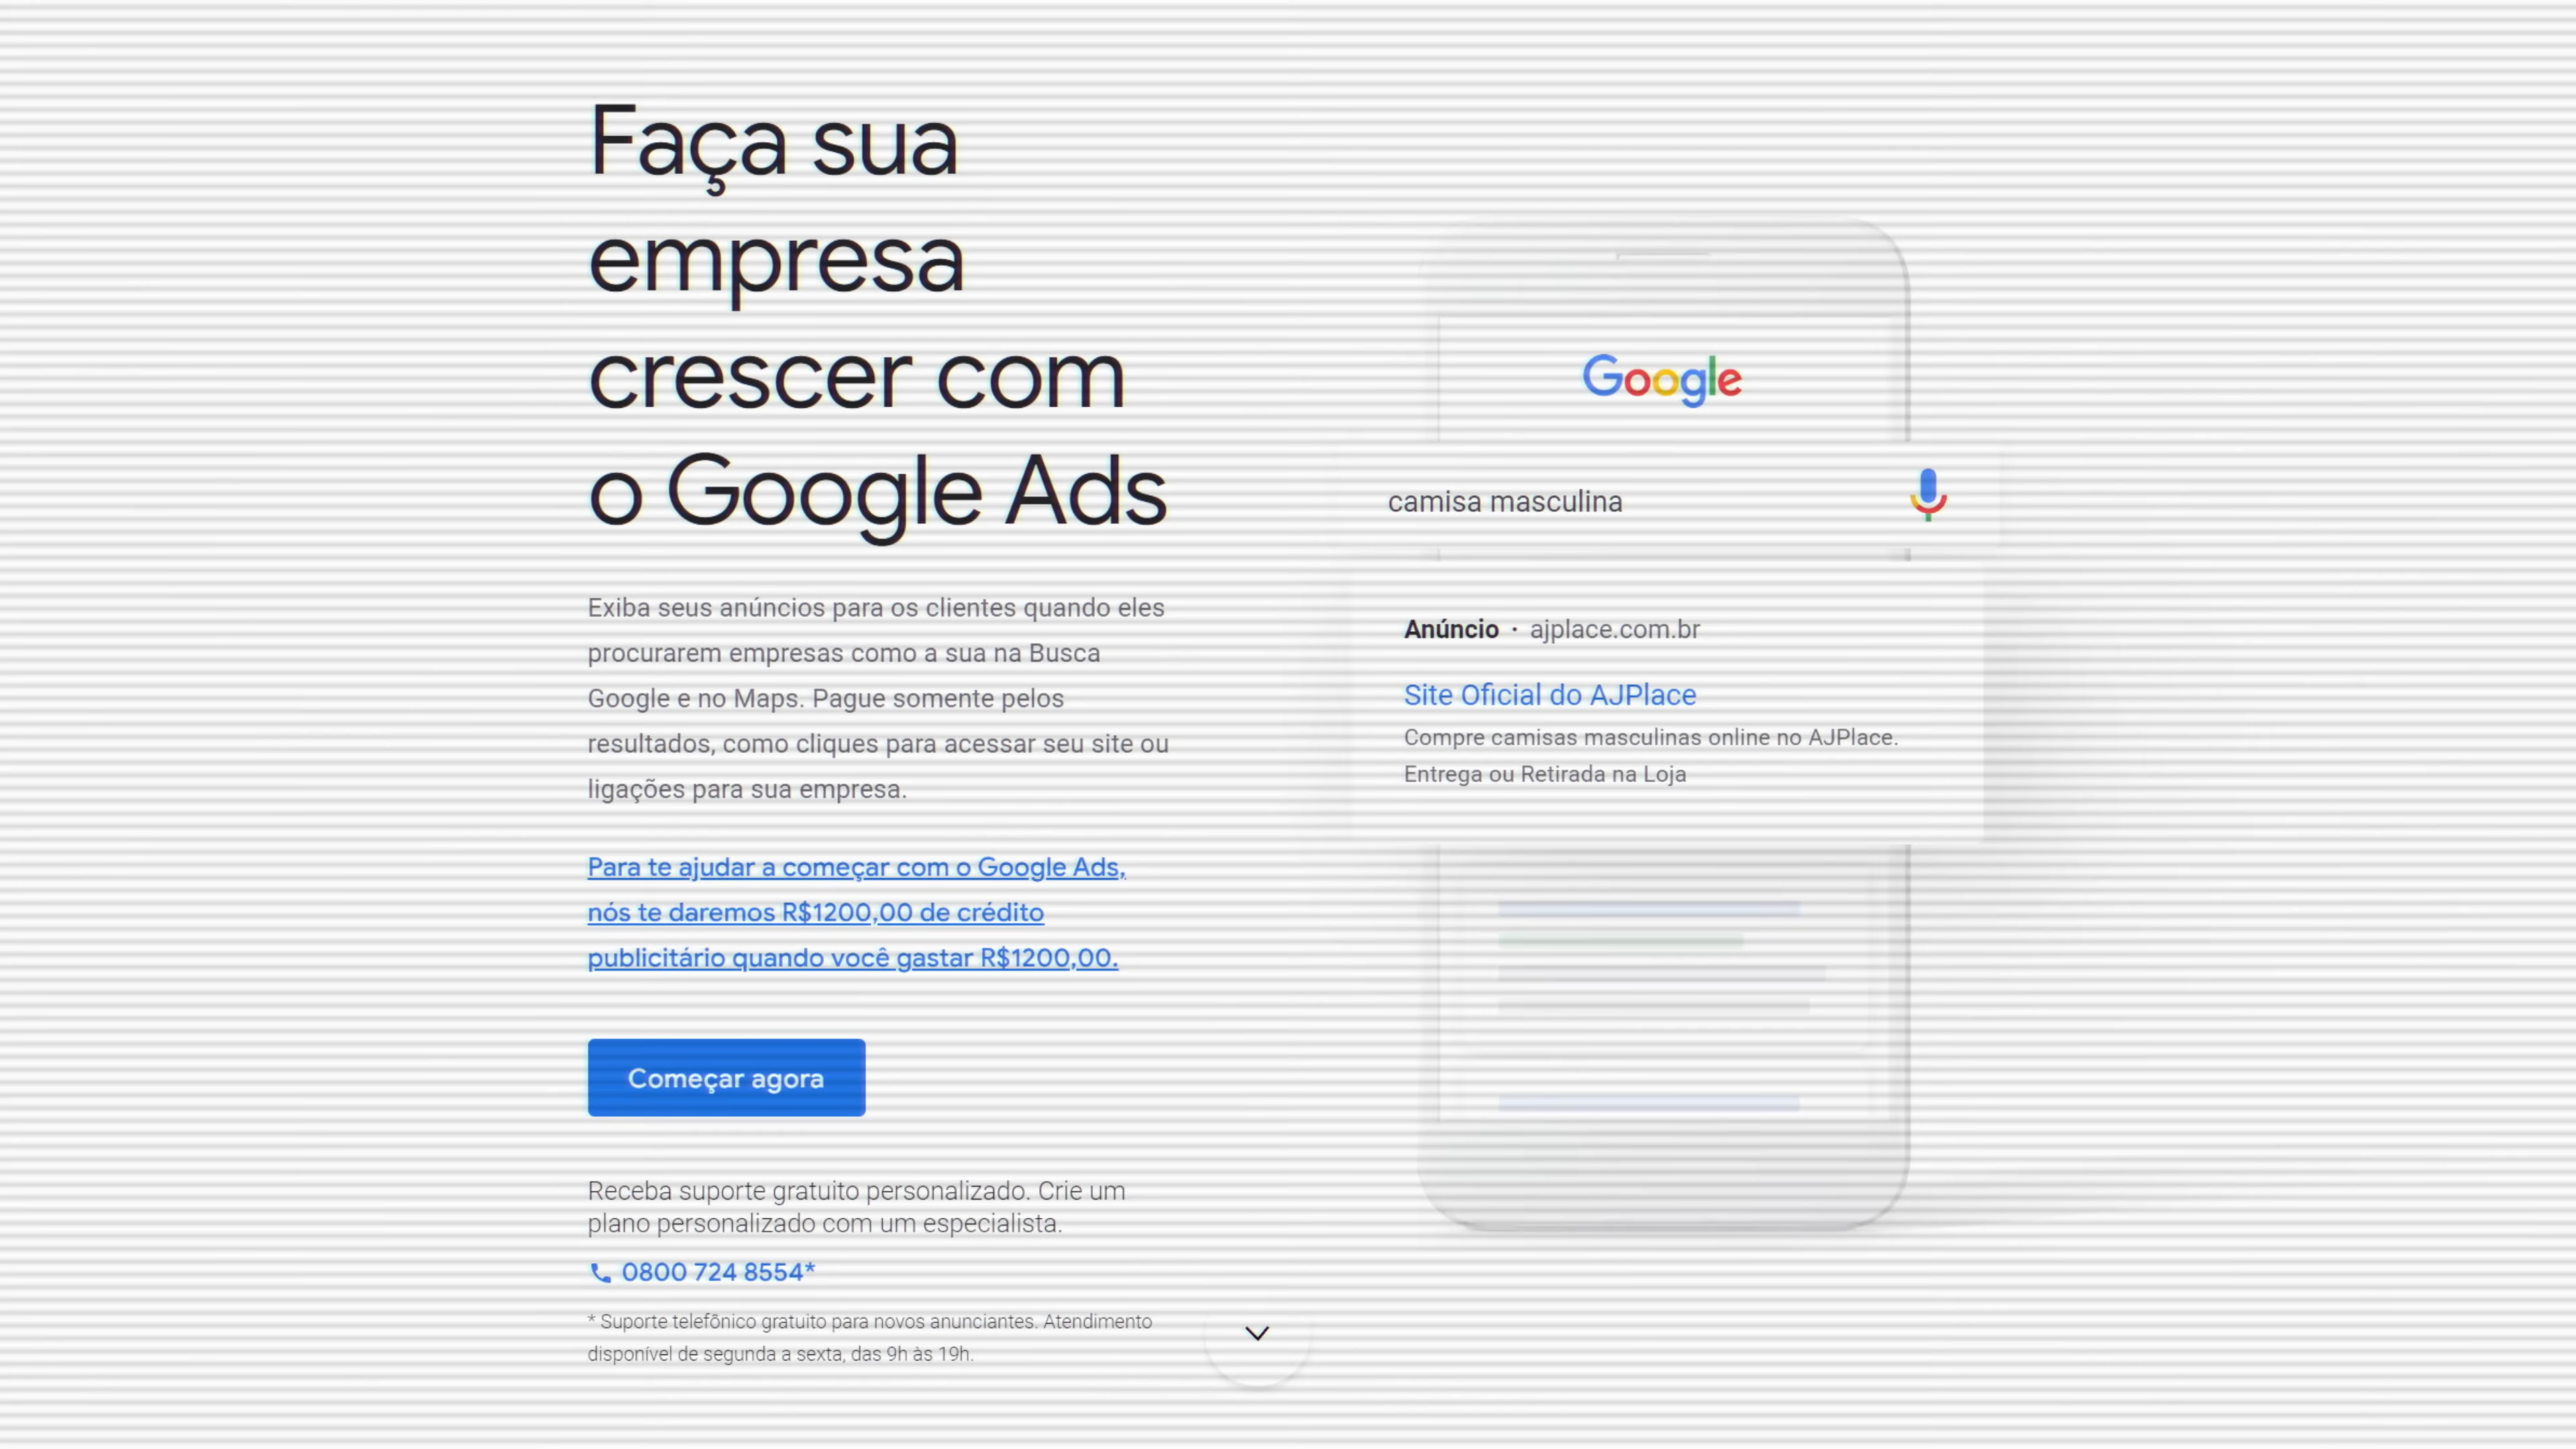 Faça sua
empresa
crescer com
o Google Ads
Exiba seus anúncios para os clientes quando eles
procurarem empresas como a sua na Busca
Google e no Maps. Pague somente pelos
resultados, como cliques para acessar seu site ou
ligações para sua empresa.
Para te ajudar a começar com o Google Ads,
nós te daremos R$1200,00 de crédito
publicitário quando você gastar R$1200,00.
Começar agora
Receba suporte gratuito personalizado. Crie um
plano personalizado com um especialista.
0800 724 8554*
* Suporte telefônico gratuito para novos anunciantes. Atendimento
disponível de segunda a sexta, das 9h às 19h.
Google
camisa masculina
Anúncio · ajplace.com.br
Site Oficial do AJPlace
Compre camisas masculinas online no AJPlace.
Entrega ou Retirada na Loja